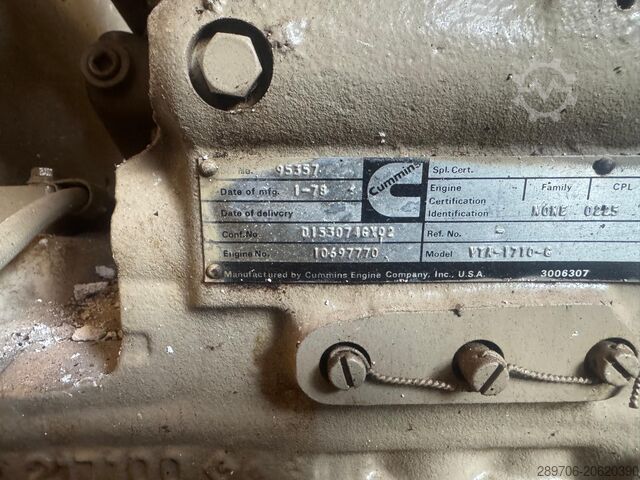 No. 95357
Spl. Cert.
Date of mfg. 1-78
Cummins
Engine Family CPL
Certification
Date of delivery
Identification NONE 0225
Conf.No. D153074GX02
Ref. No. -
Engine No. 10697770
Model VTA-1710-G
Manufactured by Cummins Engine Company, Inc., U.S.A. 3006307
289706-20620390